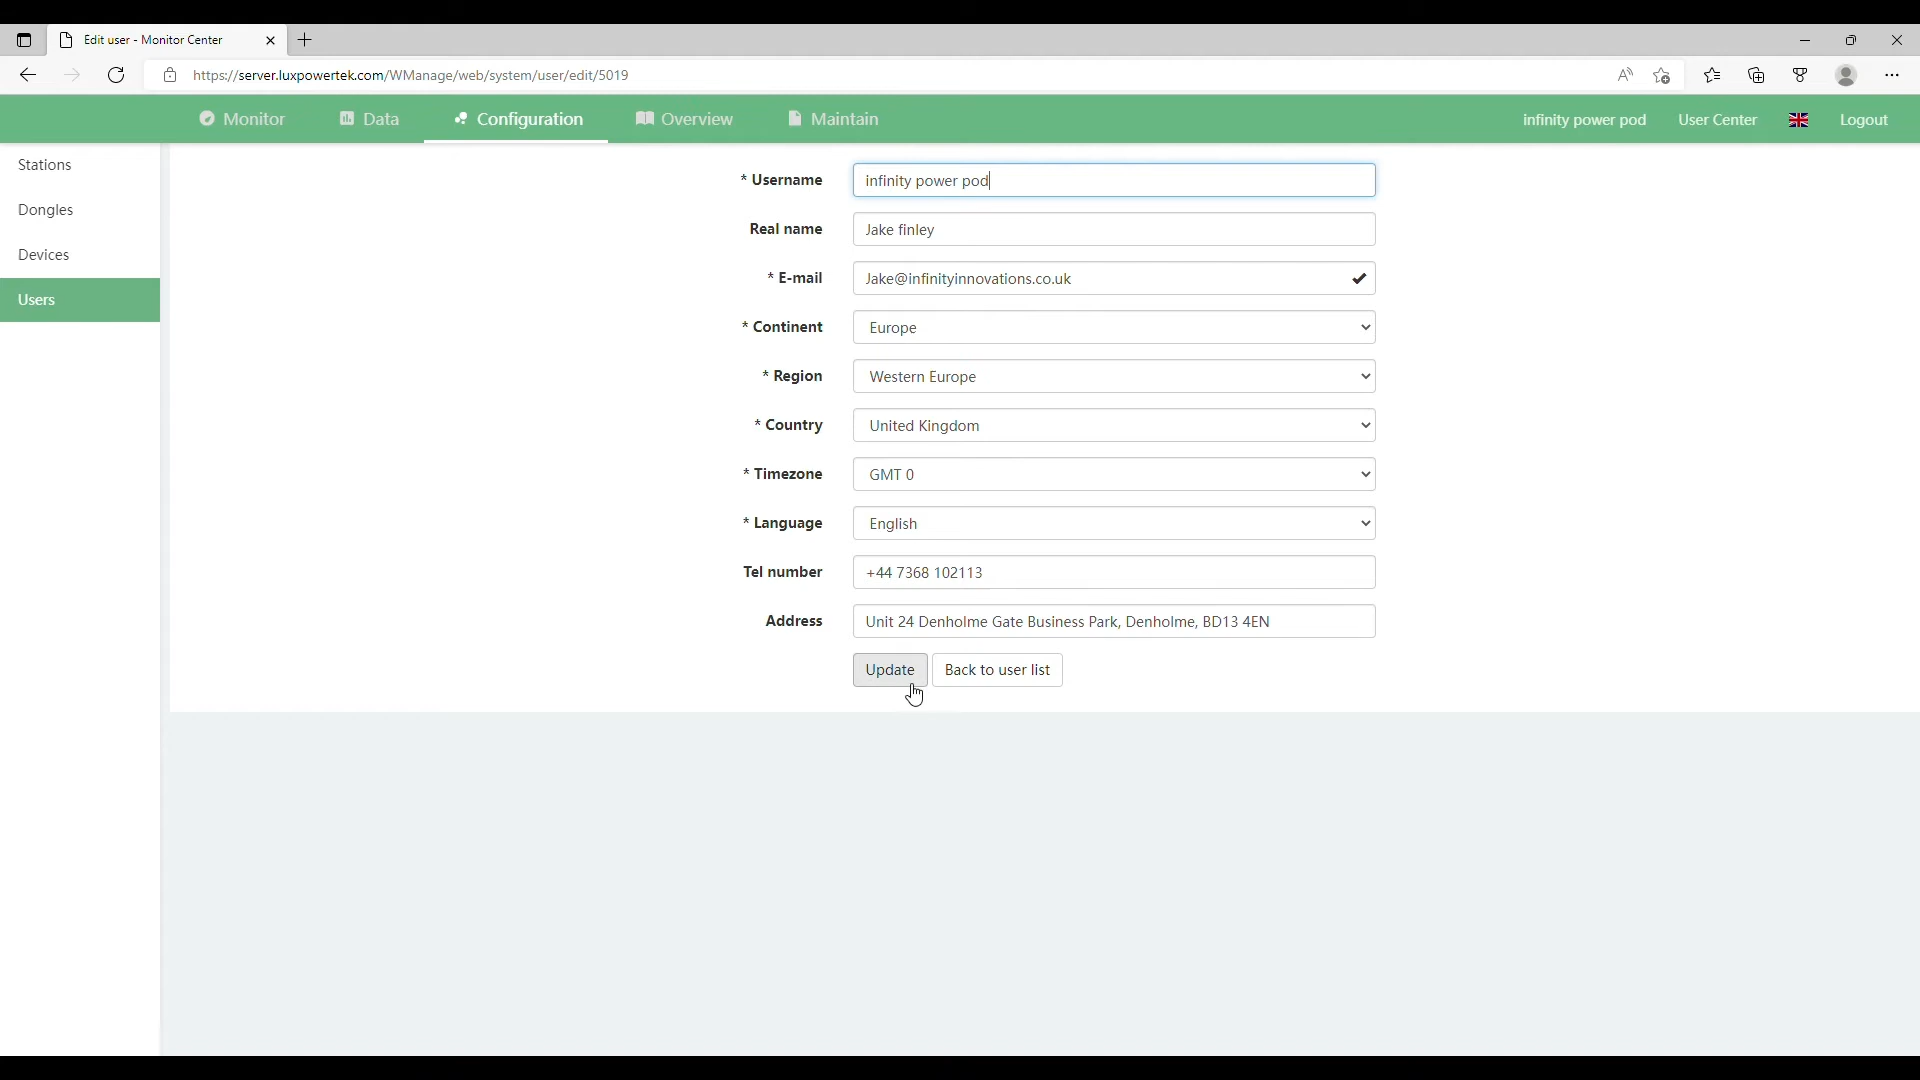 Edit user - Monitor Center
https://server.luxpowertek.com/WManage/web/system/user/edit/5019
Monitor Data Configuration Overview Maintain infinity power pod User Center Logout
Stations
Dongles
Devices
Users
* Username infinity power pod
Real name Jake finley
* E-mail Jake@infinityinnovations.co.uk
* Continent Europe
* Region Western Europe
* Country United Kingdom
* Timezone GMT 0
* Language English
Tel number +44 7368 102113
Address Unit 24 Denholme Gate Business Park, Denholme, BD13 4EN
Update Back to user list